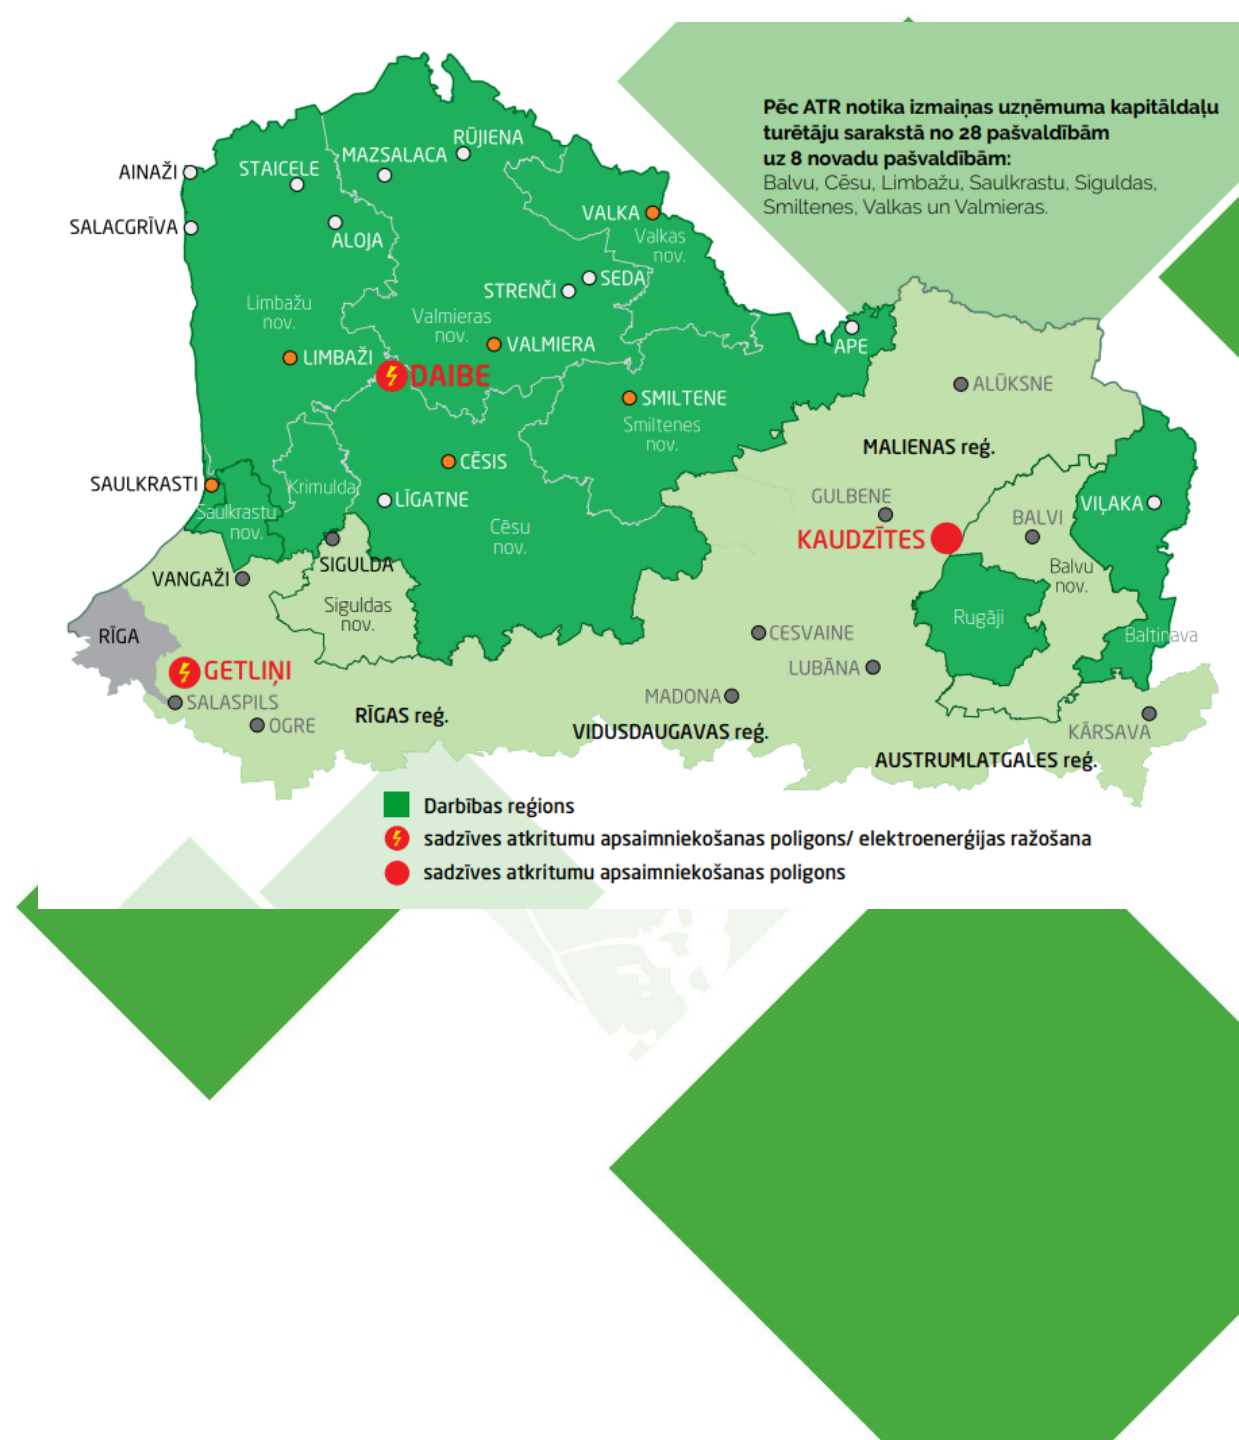 Pēc ATR notika izmaiņas uzņēmuma kapitāldaļu
turētāju sarakstā no 28 pašvaldībām
uz 8 novadu pašvaldībām:
Balvu, Cēsu, Limbažu, Saulkrastu, Siguldas,
Smiltenes, Valkas un Valmieras.
RŪJIENA
MAZSALACA
STAICELE
AINAŽI
SALACGRĪVA
ALOJA
VALKA
Valkas
nov.
SEDA
STRENČI
Limbažu
nov.
Valmieras
nov.
VALMIERA
LIMBAŽI
DAIBE
APE
ALŪKSNE
SMILTENE
Smiltenes
nov.
MALIENAS reģ.
CĒSIS
SAULKRASTI
Krimulda
LĪGATNE
Saulkrastu
nov.
Cēsu
nov.
GULBENE
KAUDZĪTES
BALVI
VIĻAKA
Balvu
nov.
SIGULDA
VANGAŽI
Siguldas
nov.
Rugāji
Baltinava
RĪGA
CESVAINE
LUBĀNA
GETLIŅI
SALASPILS
OGRE
RĪGAS reģ.
MADONA
VIDUSDAUGAVAS reģ.
KĀRSAVA
AUSTRUMLATGALES reģ.
Darbības reģions
sadzīves atkritumu apsaimniekošanas poligons/ elektroenerģijas ražošana
sadzīves atkritumu apsaimniekošanas poligons